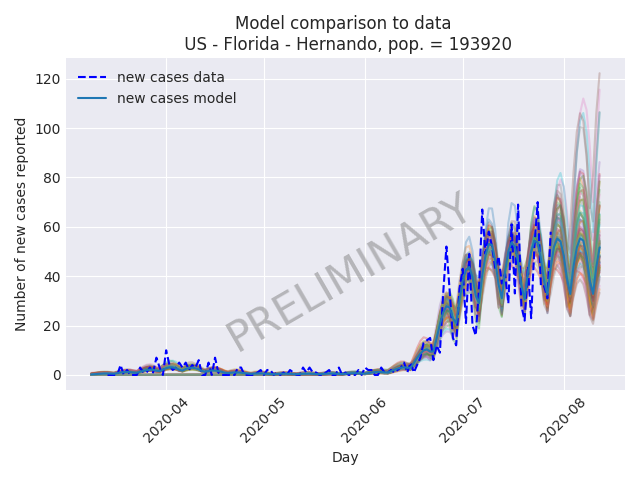 Model comparison to data
US - Florida - Hernando, pop. = 193920
new cases data
new cases model
PRELIMINARY
Number of new cases reported
120
100
80
60
40
20
0
2020-04
2020-05
2020-06
2020-07
2020-08
Day